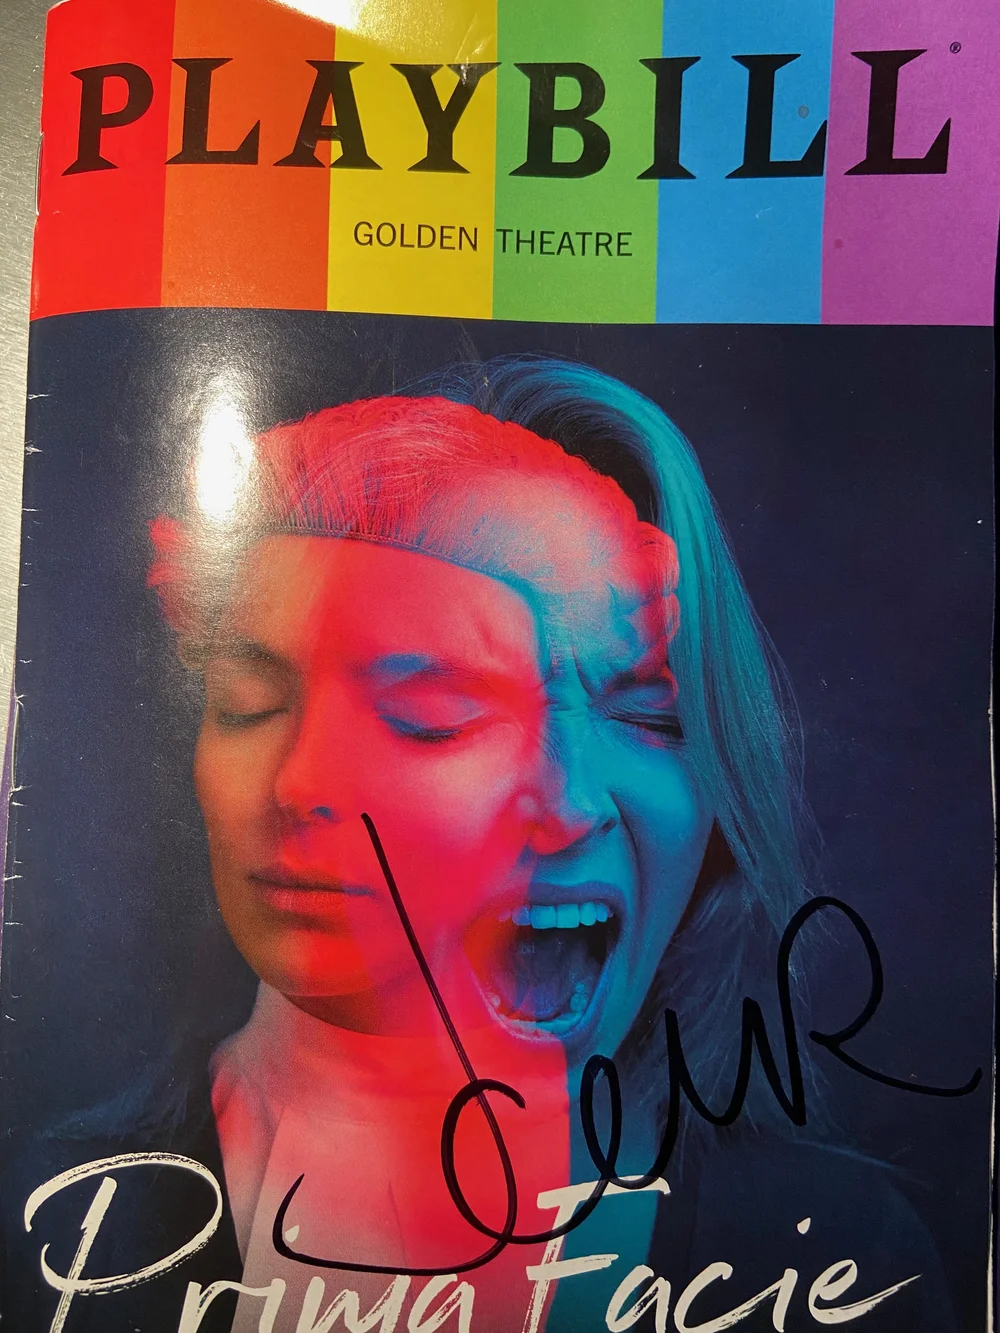 PLAYBILL®
GOLDEN THEATRE
Prima Facie